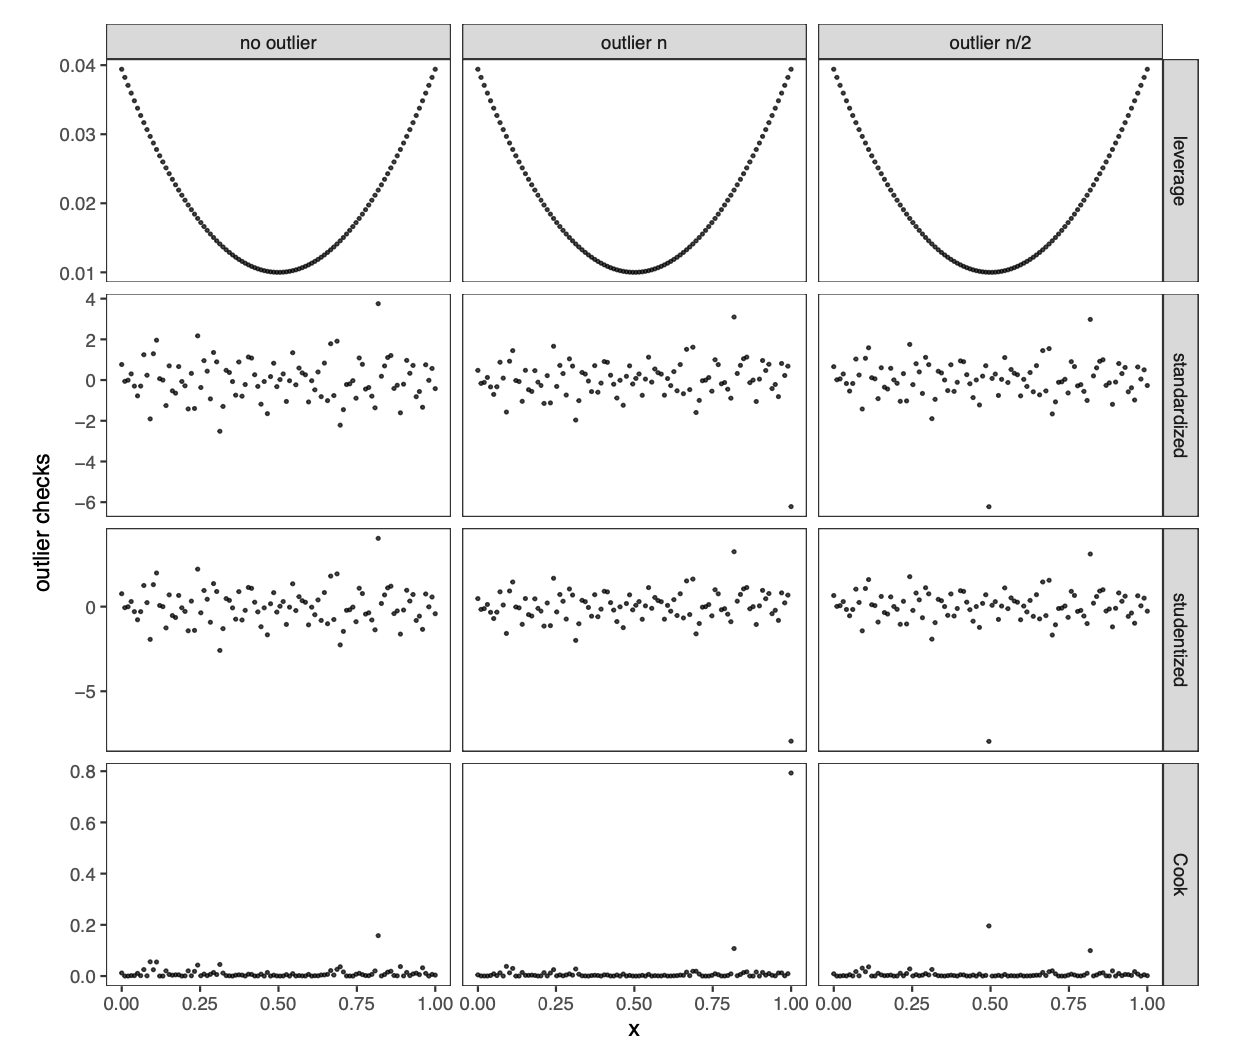 no outlier outlier n outlier n/2
0.04
0.03
0.02
0.01
leverage
4
2
0
−2
−4
−6
standardized
0
−5
studentized
0.8
0.6
0.4
0.2
0.0
Cook
outlier checks
0.00 0.25 0.50 0.75 1.00 0.00 0.25 0.50 0.75 1.00 0.00 0.25 0.50 0.75 1.00
x